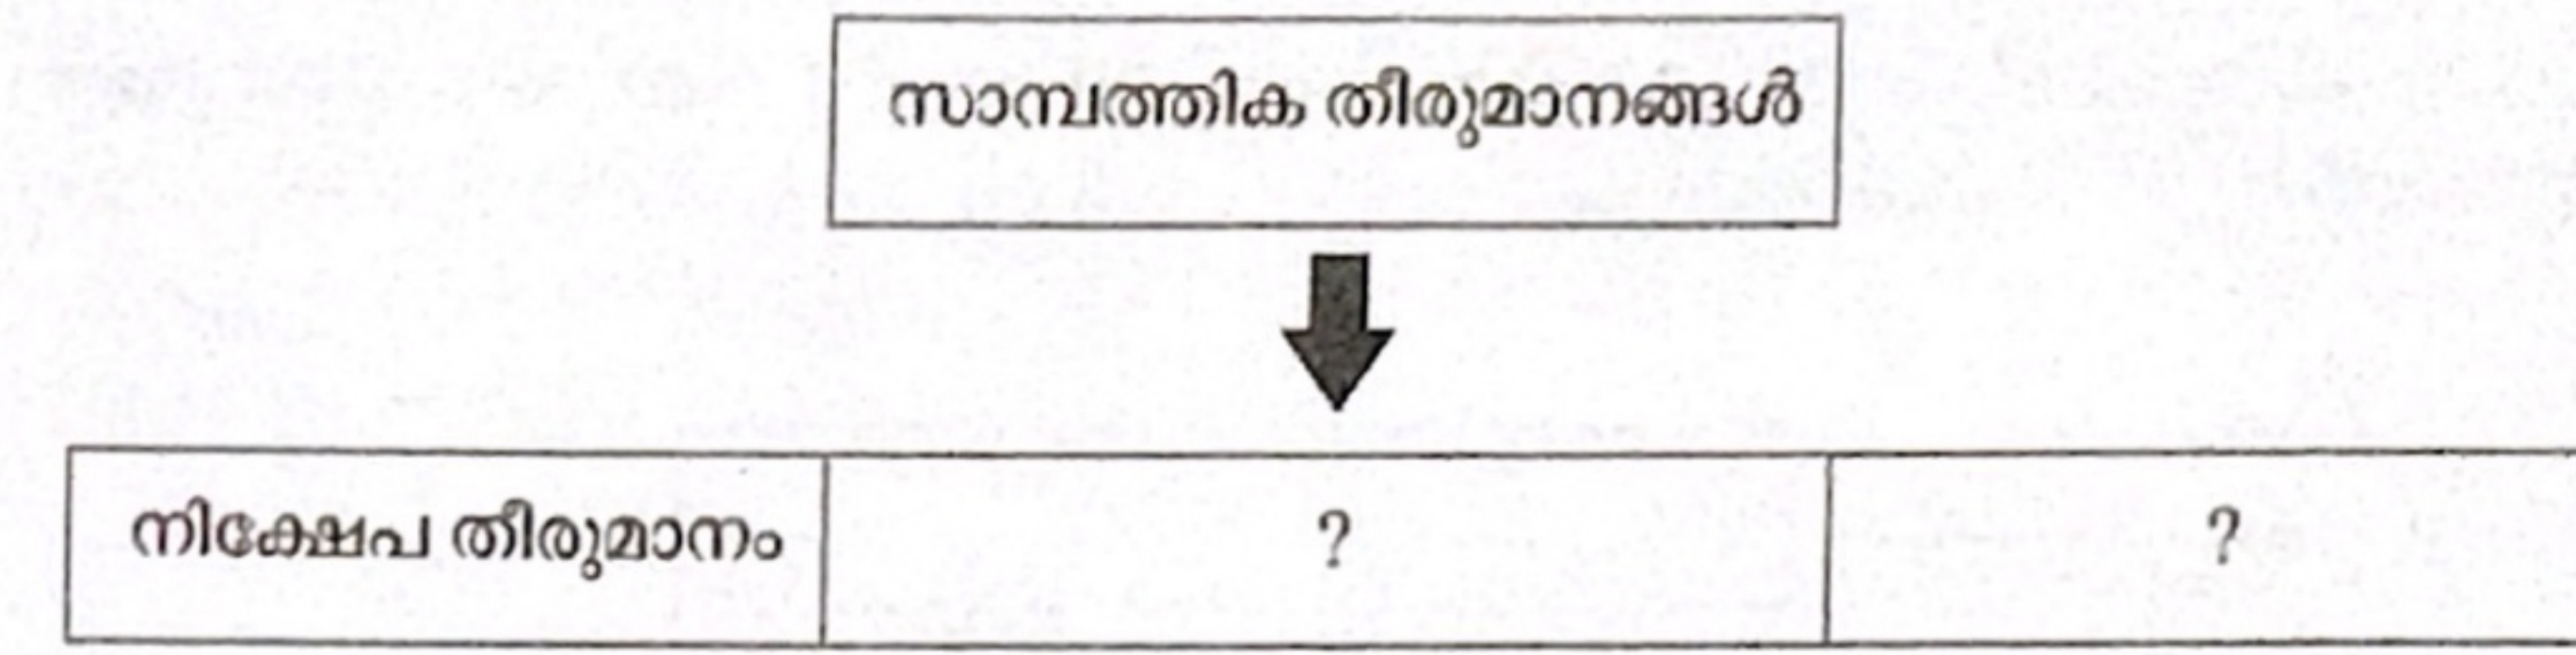 സാമ്പത്തിക തീരുമാനങ്ങൾ
നിക്ഷേപ തീരുമാനം ? ?